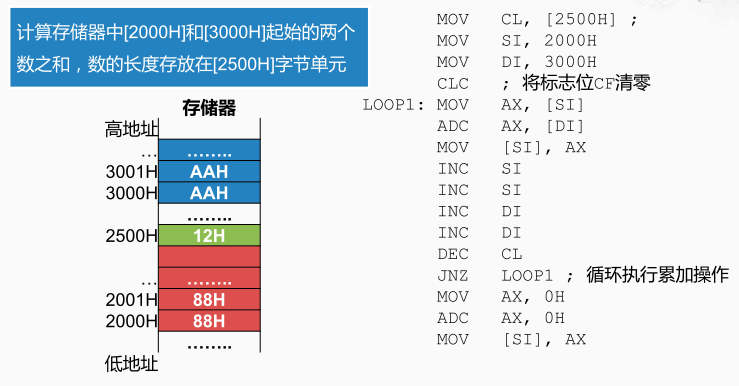 计算存储器中[2000H]和[3000H]起始的两个
数之和，数的长度存放在[2500H]字节单元
存储器
高地址
… ……..
3001H AAH
3000H AAH
……..
2500H 12H
… ……..
2001H 88H
2000H 88H
……..
低地址
MOV CL, [2500H] ;
MOV SI, 2000H
MOV DI, 3000H
CLC ; 将标志位CF清零
LOOP1: MOV AX, [SI]
ADC AX, [DI]
MOV [SI], AX
INC SI
INC SI
INC DI
INC DI
DEC CL
JNZ LOOP1 ; 循环执行累加操作
MOV AX, 0H
ADC AX, 0H
MOV [SI], AX